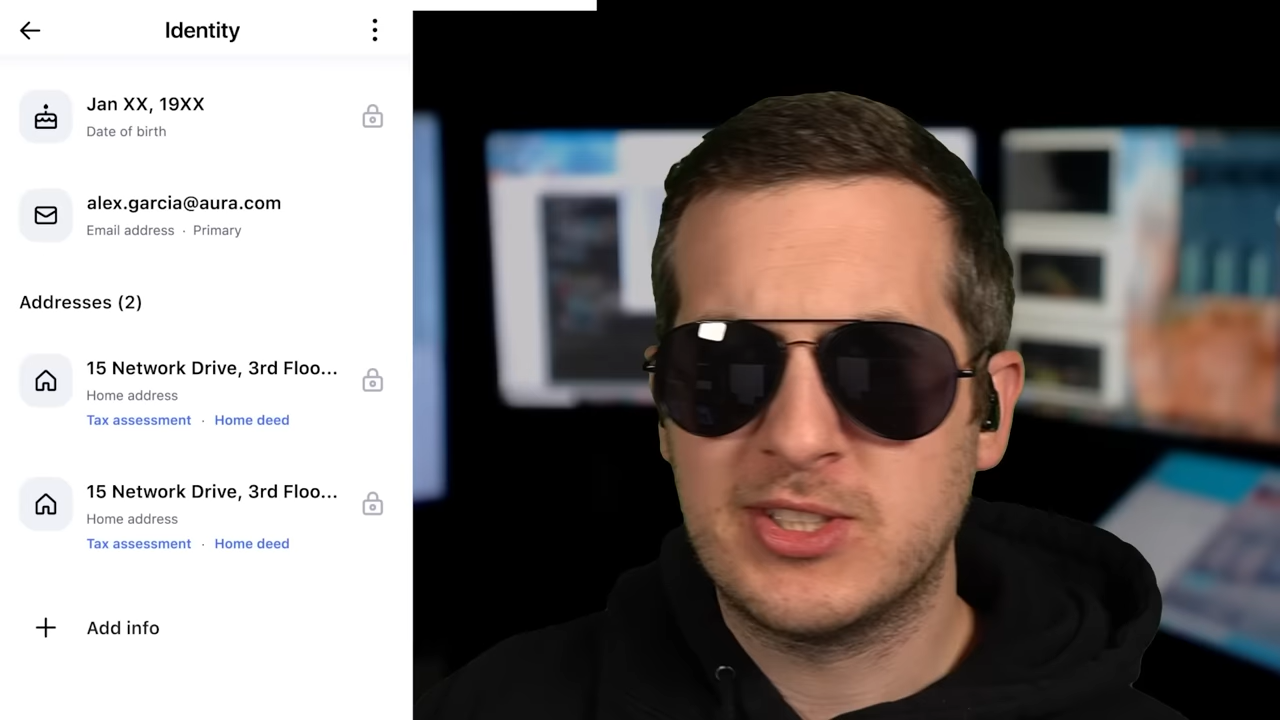 Identity
Jan XX, 19XX
Date of birth
alex.garcia@aura.com
Email address · Primary
Addresses (2)
15 Network Drive, 3rd Floo...
Home address
Tax assessment · Home deed
15 Network Drive, 3rd Floo...
Home address
Tax assessment · Home deed
Add info